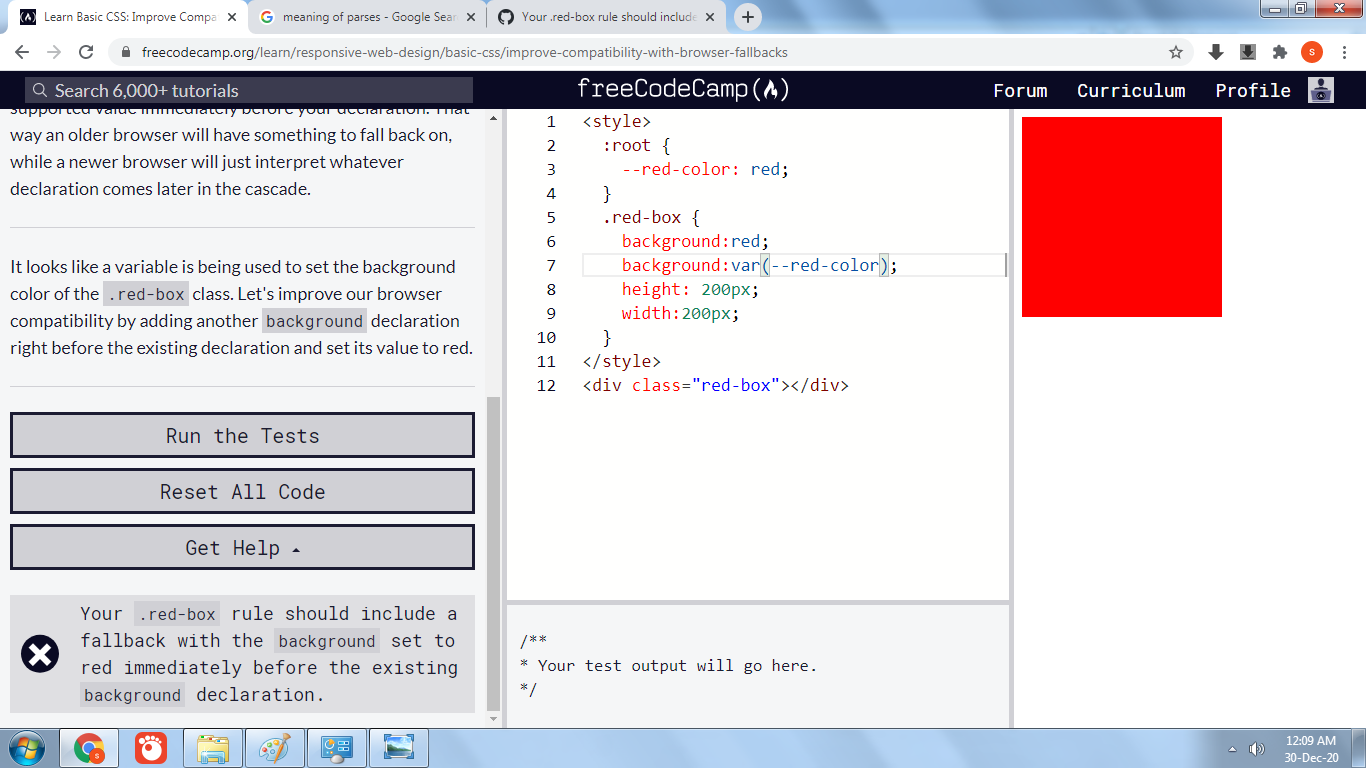 Learn Basic CSS: Improve Compa
meaning of parses - Google Sear
Your .red-box rule should include
freecodecamp.org/learn/responsive-web-design/basic-css/improve-compatibility-with-browser-fallbacks
s
Search 6,000+ tutorials
freeCodeCamp
Forum
Curriculum
Profile
supported value immediately before your declaration. That
way an older browser will have something to fall back on,
while a newer browser will just interpret whatever
declaration comes later in the cascade.
It looks like a variable is being used to set the background
color of the .red-box class. Let's improve our browser
compatibility by adding another background declaration
right before the existing declaration and set its value to red.
Run the Tests
Reset All Code
Get Help
Your .red-box rule should include a
fallback with the background set to
red immediately before the existing
background declaration.
1 <style>
2 :root {
3 --red-color: red;
4 }
5 .red-box {
6 background:red;
7 background:var(--red-color);
8 height: 200px;
9 width:200px;
10 }
11 </style>
12 <div class="red-box"></div>
/**
* Your test output will go here.
*/
12:09 AM
30-Dec-20